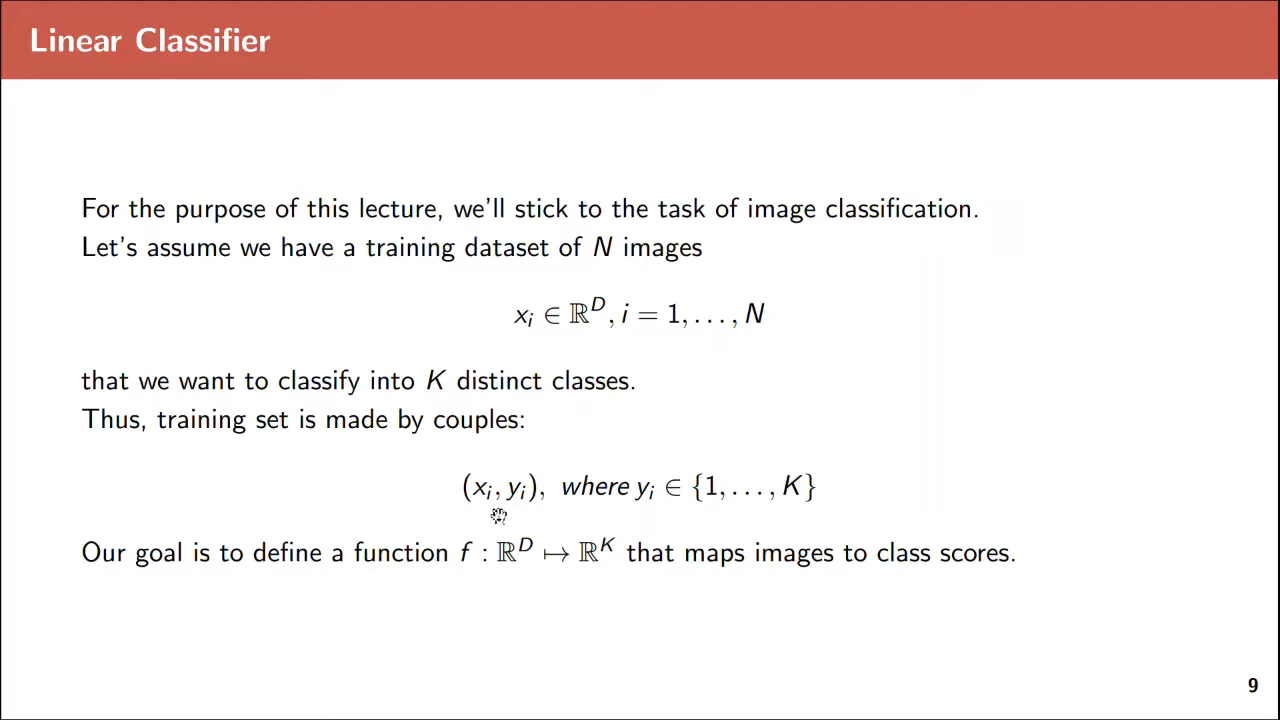 Linear Classifier
For the purpose of this lecture, we'll stick to the task of image classification.
Let's assume we have a training dataset of N images
xᵢ ∈ ℝᴰ, i = 1, . . . , N
that we want to classify into K distinct classes.
Thus, training set is made by couples:
(xᵢ, yᵢ), where yᵢ ∈ {1, . . . , K}
Our goal is to define a function f : ℝᴰ ↦ ℝᴷ that maps images to class scores.
9